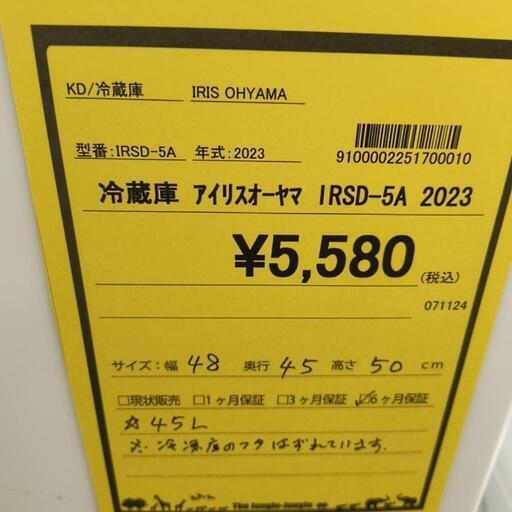 KD/冷蔵庫 IRIS OHYAMA
型番:IRSD-5A 年式:2023
9100002251700010
冷蔵庫 アイリスオーヤマ IRSD-5A 2023
¥5,580(税込)
071124
サイズ:幅 48 奥行 45 高さ 50 cm
□現状販売 □1ヶ月保証 □3ヶ月保証 ☑6ヶ月保証
☆45L
※冷凍庫のフタはずれています。
The Jungle-Jungle